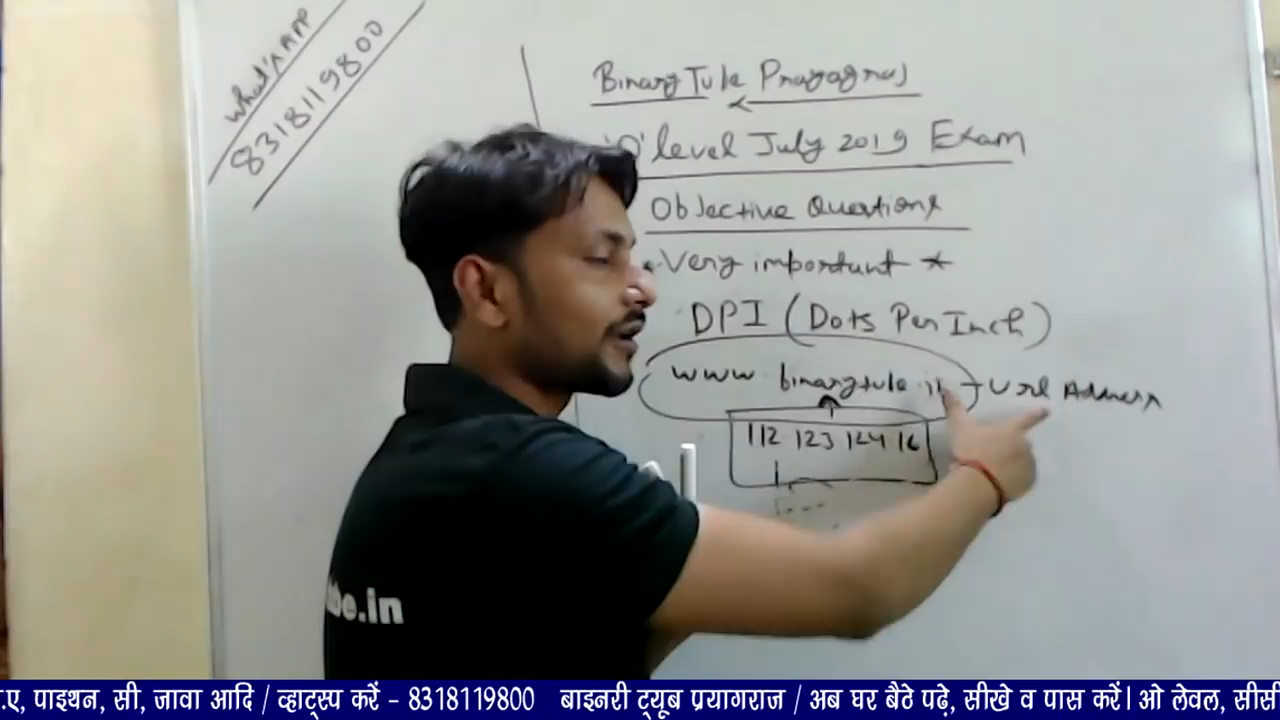 what's APP
8318119800
Binary Tube Prayagraj
'O' level July 2019 Exam
Objective Questions
Very important *
DPI (Dots Per Inch)
www binarytube in → Url Address
112 123 124 16
be.in
.ए, पाइथन, सी, जावा आदि / व्हाट्स्प करें - 8318119800 बाइनरी ट्यूब प्रयागराज / अब घर बैठे पढ़े, सीखे व पास करें। ओ लेवल, सीसी